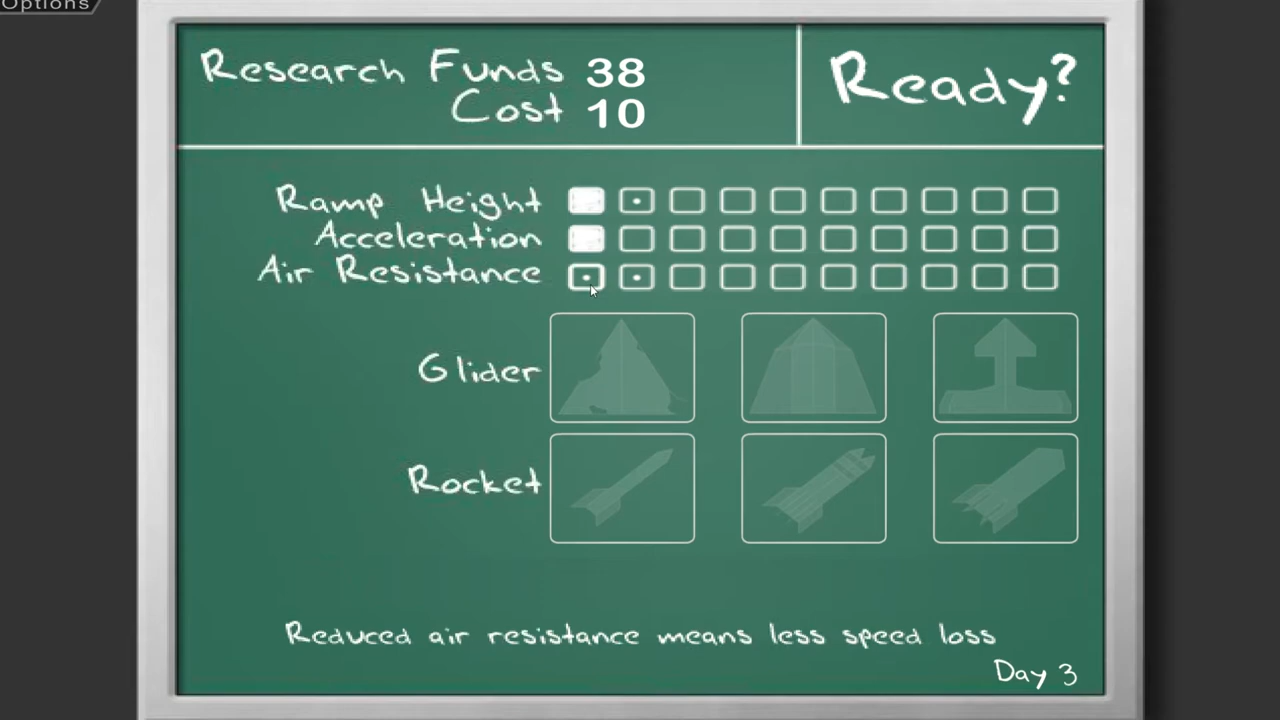 Options
Research Funds 38
Cost 10
Ready?
Ramp Height
Acceleration
Air Resistance
Glider
Rocket
Reduced air resistance means less speed loss
Day 3